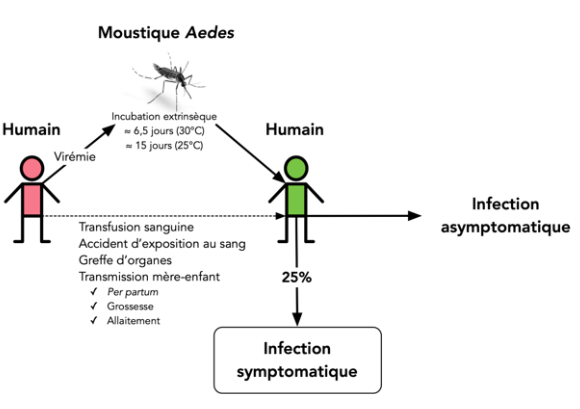 Moustique Aedes
Incubation extrinsèque
≈ 6,5 jours (30°C)
≈ 15 jours (25°C)
Humain
Humain
Virémie
Infection
asymptomatique
Transfusion sanguine
Accident d'exposition au sang
Greffe d'organes
Transmission mère-enfant
✓ Per partum
✓ Grossesse
✓ Allaitement
25%
Infection
symptomatique